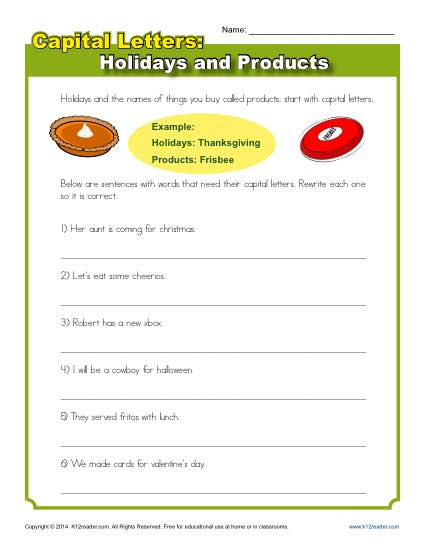 Name:
Capital Letters:
Holidays and Products
Holidays and the names of things you buy, called products, start with capital letters.
Example:
Holidays: Thanksgiving
Products: Frisbee
FRISBEE
Below are sentences with words that need their capital letters. Rewrite each one
so it is correct.
1) Her aunt is coming for christmas.
2) Let's eat some cheerios.
3) Robert has a new xbox.
4) I will be a cowboy for halloween.
5) They served fritos with lunch.
6) We made cards for valentine's day.
Copyright © 2014 K12reader.com. All Rights Reserved. Free for educational use at home or in classrooms.
www.k12reader.com